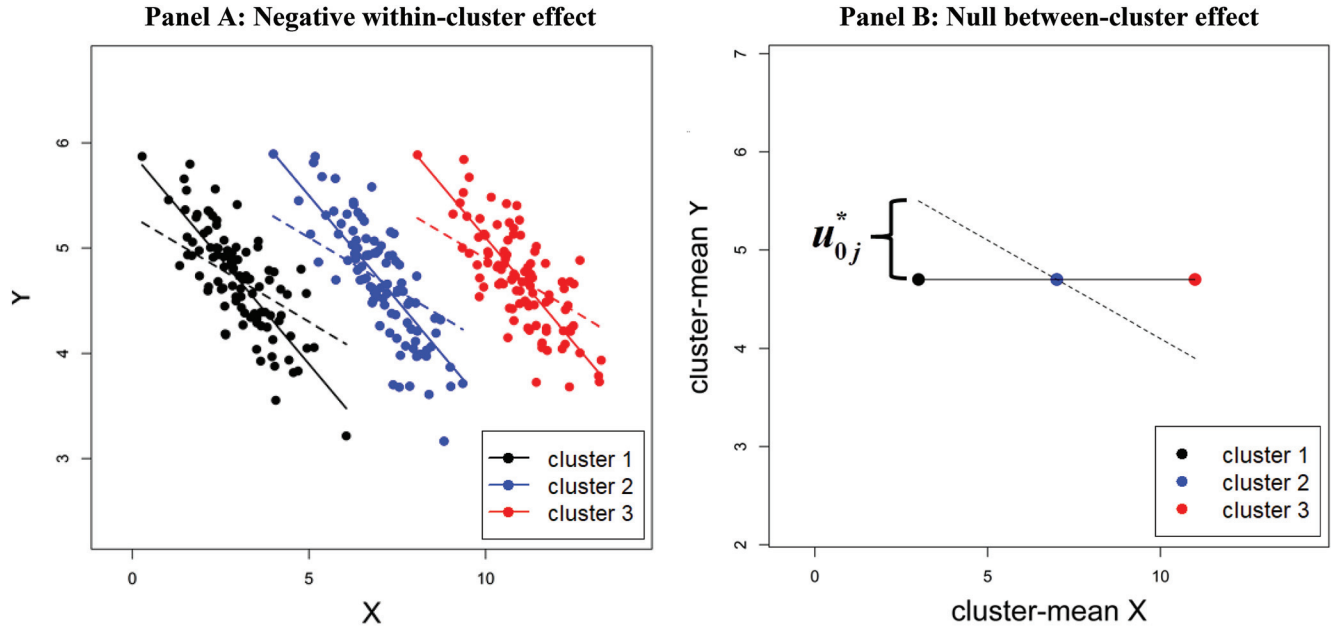 Panel A: Negative within-cluster effect
Y
6
5
4
3
0
5
10
X
cluster 1
cluster 2
cluster 3
Panel B: Null between-cluster effect
cluster-mean Y
7
6
5
4
3
2
u*0j
0
5
10
cluster-mean X
cluster 1
cluster 2
cluster 3